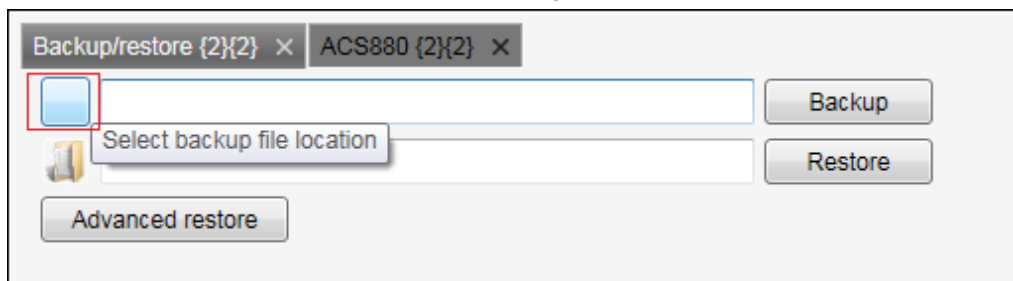 Backup/restore {2}{2} × ACS880 {2}{2} ×
Backup
Select backup file location
Restore
Advanced restore